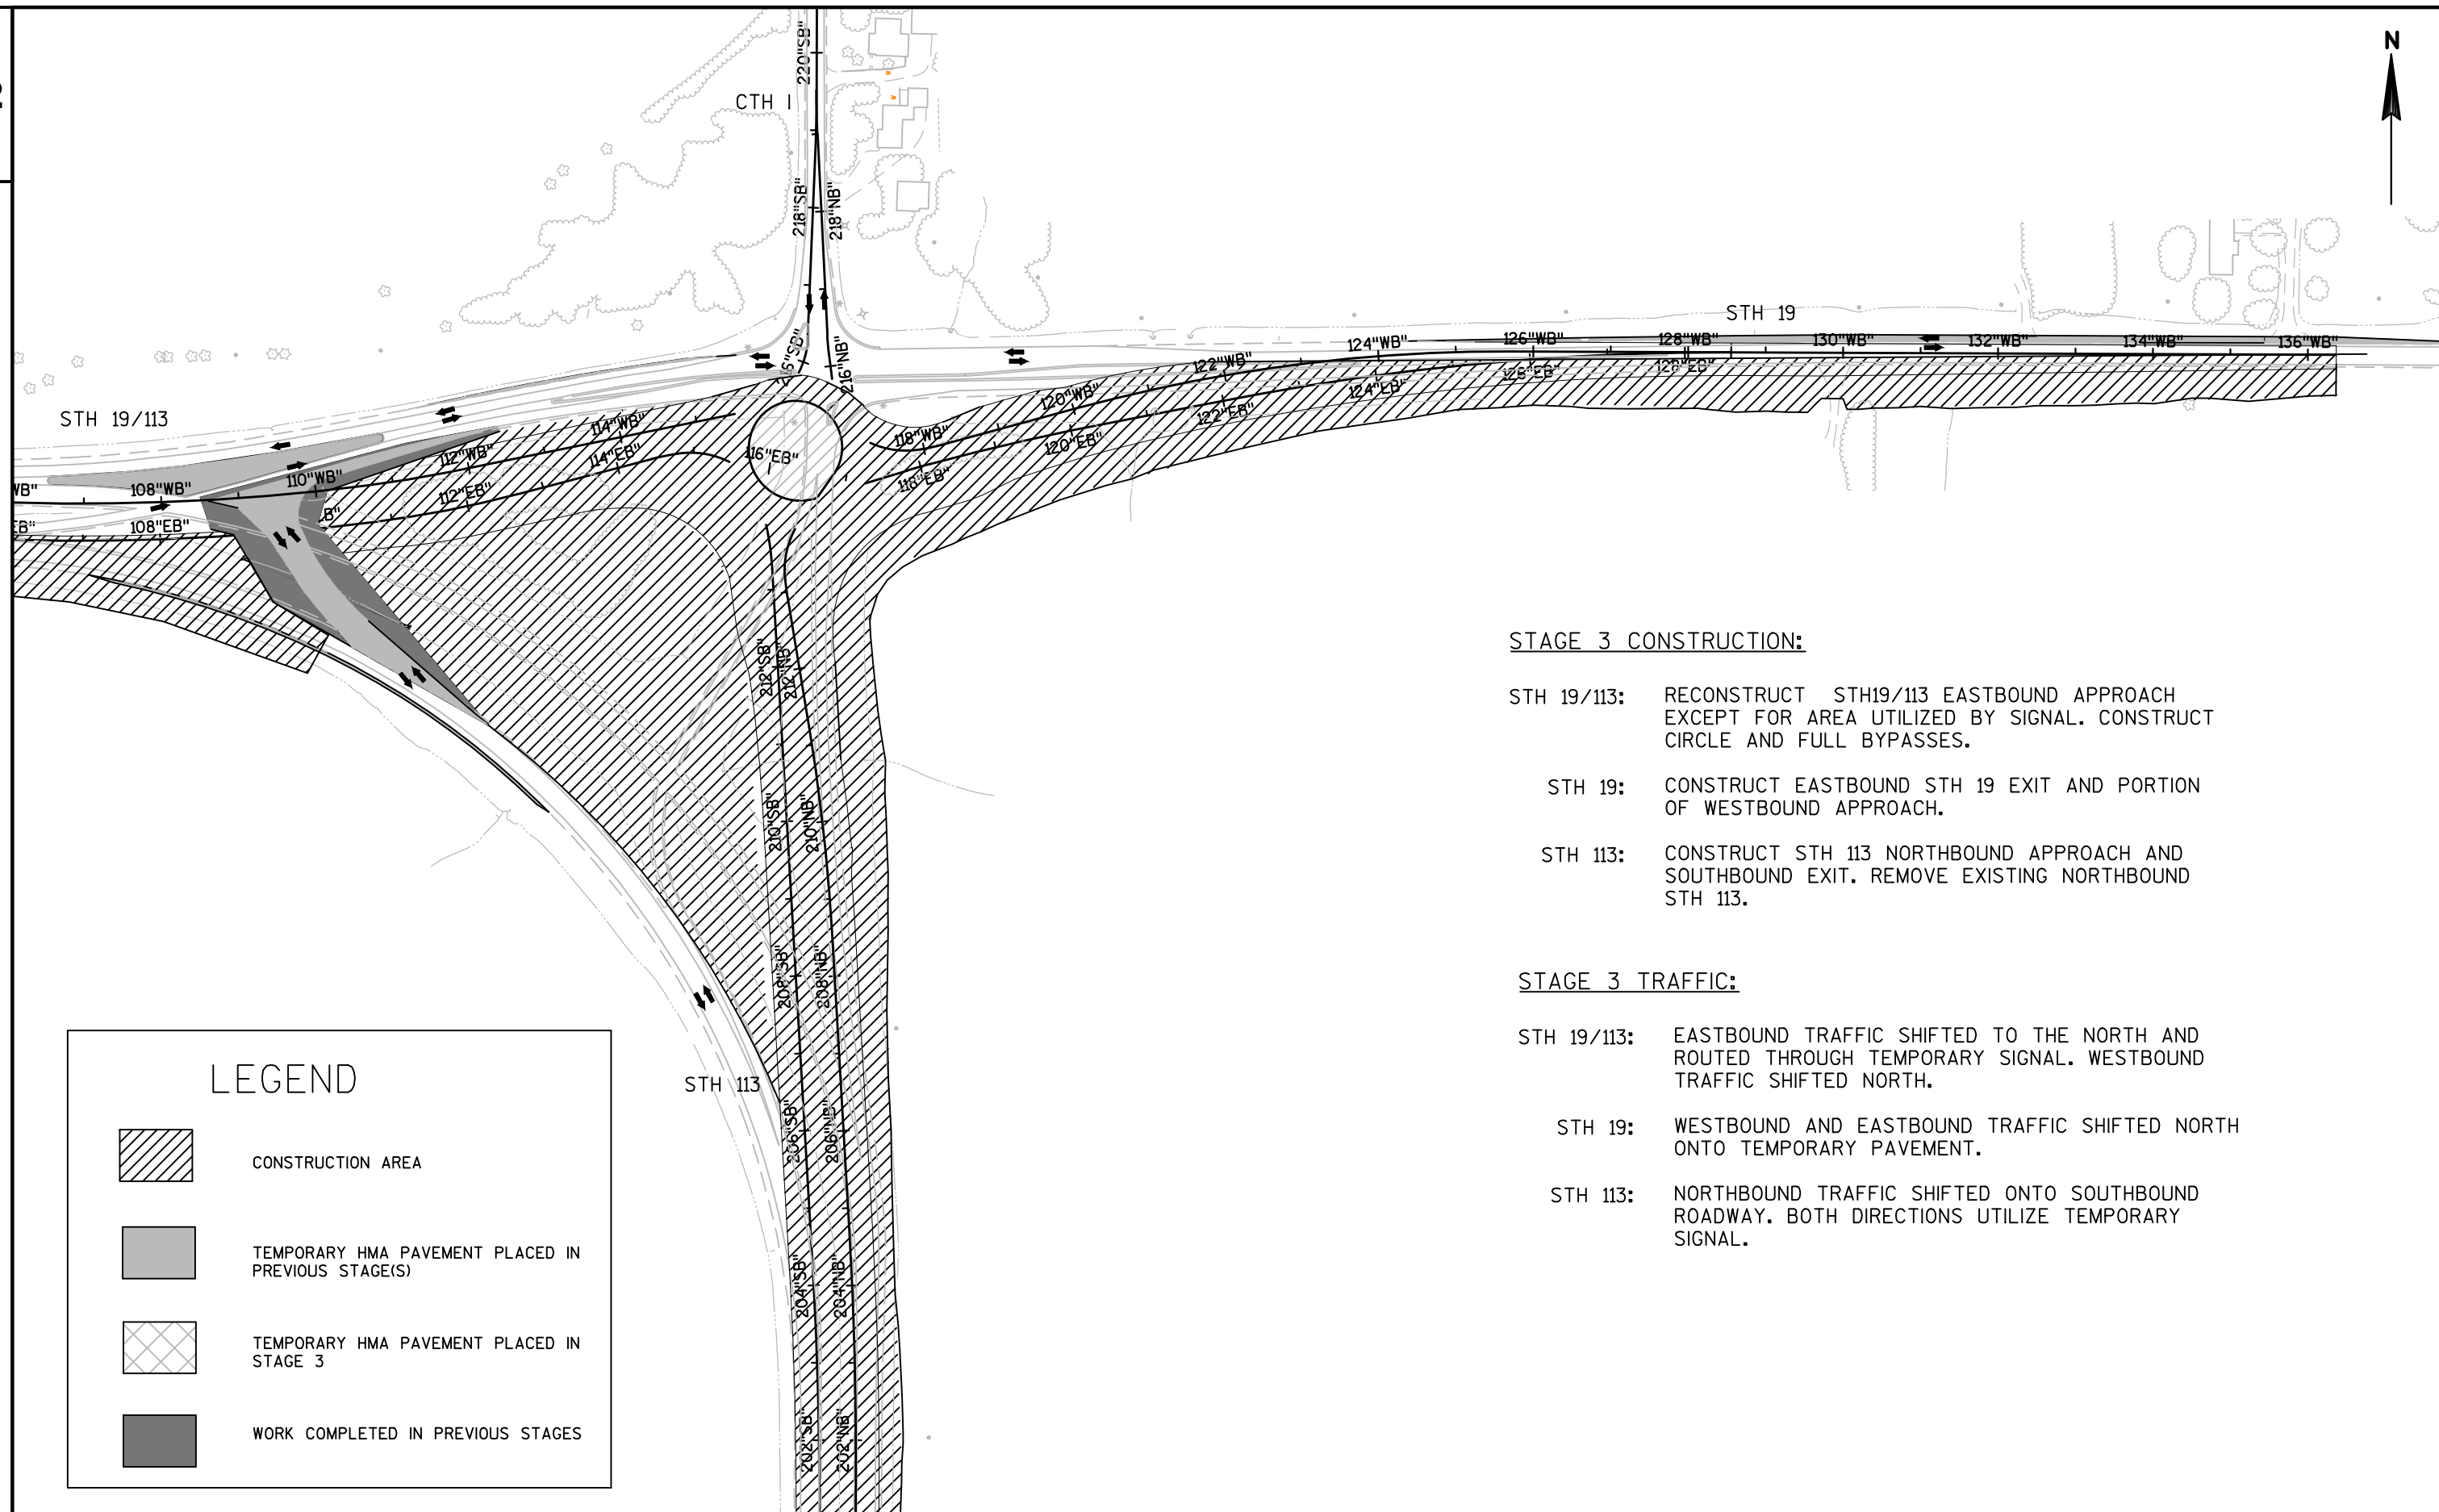 N
CTH I
220"SB"
218"SB"
218"NB"
216"SB"
216"NB"
STH 19
124"WB"
126"WB"
128"WB"
130"WB"
132"WB"
134"WB"
136"WB"
122"WB"
120"WB"
118"WB"
126"EB"
128"EB"
124"EB"
122"EB"
120"EB"
118"EB"
116"EB"
STH 19/113
114"WB"
114"EB"
112"WB"
112"EB"
110"WB"
108"WB"
108"EB"
WB"
EB"
B"
212"SB"
212"NB"
210"SB"
210"NB"
208"SB"
208"NB"
STH 113
206"SB"
206"NB"
204"SB"
204"NB"
202"SB"
202"NB"
STAGE 3 CONSTRUCTION:
STH 19/113: RECONSTRUCT STH19/113 EASTBOUND APPROACH
EXCEPT FOR AREA UTILIZED BY SIGNAL. CONSTRUCT
CIRCLE AND FULL BYPASSES.
STH 19: CONSTRUCT EASTBOUND STH 19 EXIT AND PORTION
OF WESTBOUND APPROACH.
STH 113: CONSTRUCT STH 113 NORTHBOUND APPROACH AND
SOUTHBOUND EXIT. REMOVE EXISTING NORTHBOUND
STH 113.
STAGE 3 TRAFFIC:
STH 19/113: EASTBOUND TRAFFIC SHIFTED TO THE NORTH AND
ROUTED THROUGH TEMPORARY SIGNAL. WESTBOUND
TRAFFIC SHIFTED NORTH.
STH 19: WESTBOUND AND EASTBOUND TRAFFIC SHIFTED NORTH
ONTO TEMPORARY PAVEMENT.
STH 113: NORTHBOUND TRAFFIC SHIFTED ONTO SOUTHBOUND
ROADWAY. BOTH DIRECTIONS UTILIZE TEMPORARY
SIGNAL.
LEGEND
CONSTRUCTION AREA
TEMPORARY HMA PAVEMENT PLACED IN
PREVIOUS STAGE(S)
TEMPORARY HMA PAVEMENT PLACED IN
STAGE 3
WORK COMPLETED IN PREVIOUS STAGES